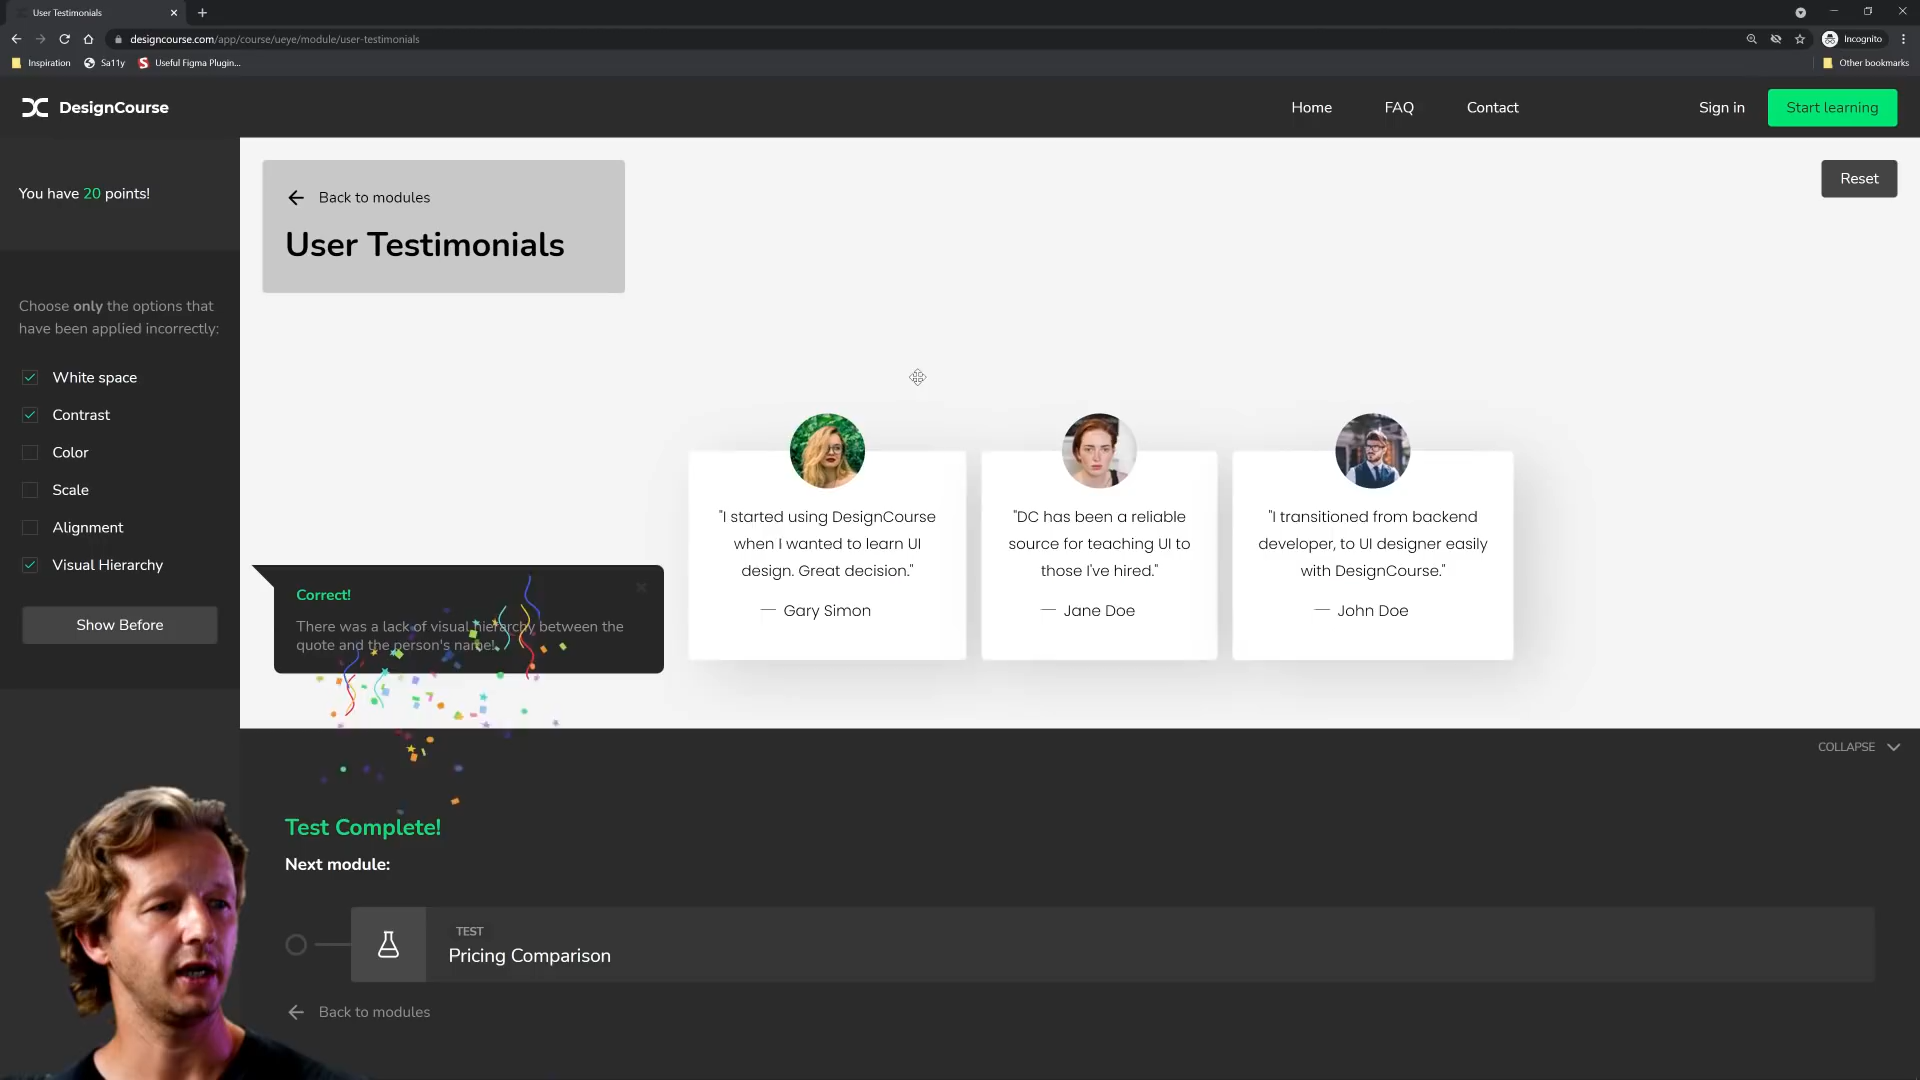 User Testimonials
designcourse.com/app/course/ueye/module/user-testimonials
Incognito
Inspiration
Sa11y
Useful Figma Plugin...
Other bookmarks
DesignCourse
Home
FAQ
Contact
Sign in
Start learning
You have 20 points!
Choose only the options that
have been applied incorrectly:
White space
Contrast
Color
Scale
Alignment
Visual Hierarchy
Show Before
Back to modules
User Testimonials
Reset
Correct!
There was a lack of visual hierarchy between the
quote and the person's name!
"I started using DesignCourse
when I wanted to learn UI
design. Great decision."
— Gary Simon
"DC has been a reliable
source for teaching UI to
those I've hired."
— Jane Doe
"I transitioned from backend
developer, to UI designer easily
with DesignCourse."
— John Doe
COLLAPSE
Test Complete!
Next module:
TEST
Pricing Comparison
Back to modules